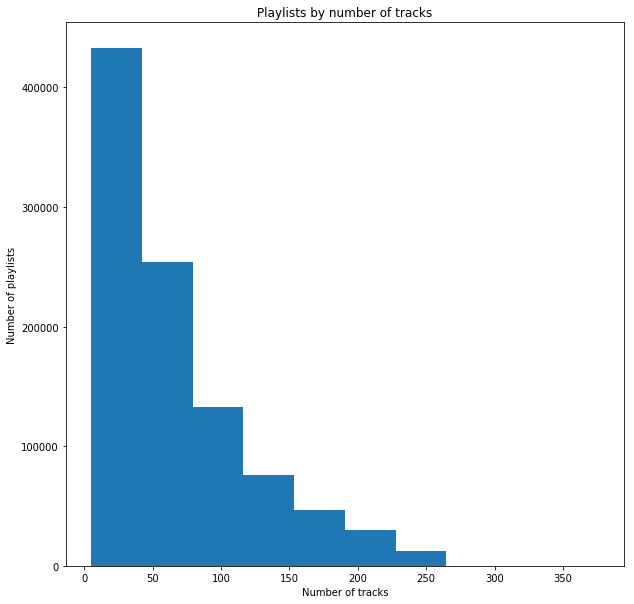 Playlists by number of tracks
Number of playlists
400000
300000
200000
100000
0
0 50 100 150 200 250 300 350
Number of tracks